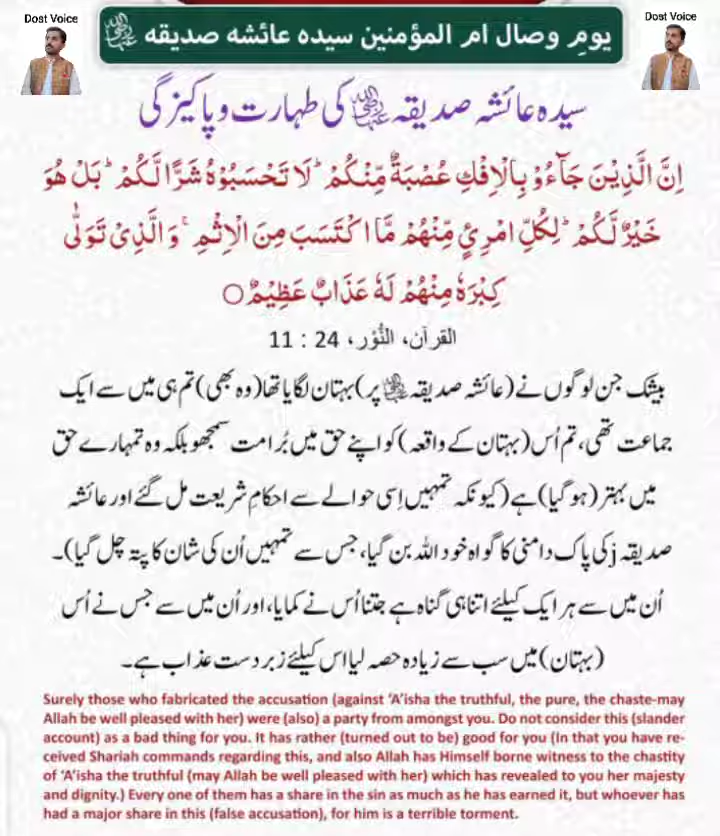 Dost Voice
Dost Voice
یومِ وصال ام المؤمنین سیدہ عائشہ صدیقہ رضی اللہ عنہا
سیدہ عائشہ صدیقہ رضی اللہ عنہا کی طہارت و پاکیزگی
اِنَّ الَّذِیْنَ جَآءُوْ بِالْاِفْكِ عُصْبَةٌ مِّنْكُمْ ؕ لَا تَحْسَبُوْهُ شَرًّا لَّكُمْ ؕ بَلْ هُوَ
خَیْرٌ لَّكُمْ ؕ لِكُلِّ امْرِئٍ مِّنْهُمْ مَّا اكْتَسَبَ مِنَ الْاِثْمِ ۚ وَ الَّذِیْ تَوَلّٰی
كِبْرَهٗ مِنْهُمْ لَهٗ عَذَابٌ عَظِیْمٌ ○
القرآن، النُّوْر، 24 : 11
بیشک جن لوگوں نے (عائشہ صدیقہ رضی اللہ عنہا پر) بہتان لگایا تھا (وہ بھی) تم ہی میں سے ایک
جماعت تھی، تم اُس (بہتان کے واقعہ) کو اپنے حق میں بُرا مت سمجھو بلکہ وہ تمہارے حق
میں بہتر (ہو گیا) ہے (کیونکہ تمہیں اِسی حوالے سے احکامِ شریعت مل گئے اور عائشہ
صدیقہ j کی پاک دامنی کا گواہ خود اللہ بن گیا، جس سے تمہیں اُن کی شان کا پتہ چل گیا)۔
اُن میں سے ہر ایک کیلئے اتنا ہی گناہ ہے جتنا اُس نے کمایا، اور اُن میں سے جس نے اُس
(بہتان) میں سب سے زیادہ حصہ لیا اس کیلئے زبردست عذاب ہے۔
Surely those who fabricated the accusation (against ‘A’isha the truthful, the pure, the chaste-may
Allah be well pleased with her) were (also) a party from amongst you. Do not consider this (slander
account) as a bad thing for you. It has rather (turned out to be) good for you (In that you have re-
ceived Shariah commands regarding this, and also Allah has Himself borne witness to the chastity
of ‘A’isha the truthful (may Allah be well pleased with her) which has revealed to you her majesty
and dignity.) Every one of them has a share in the sin as much as he has earned it, but whoever has
had a major share in this (false accusation), for him is a terrible torment.